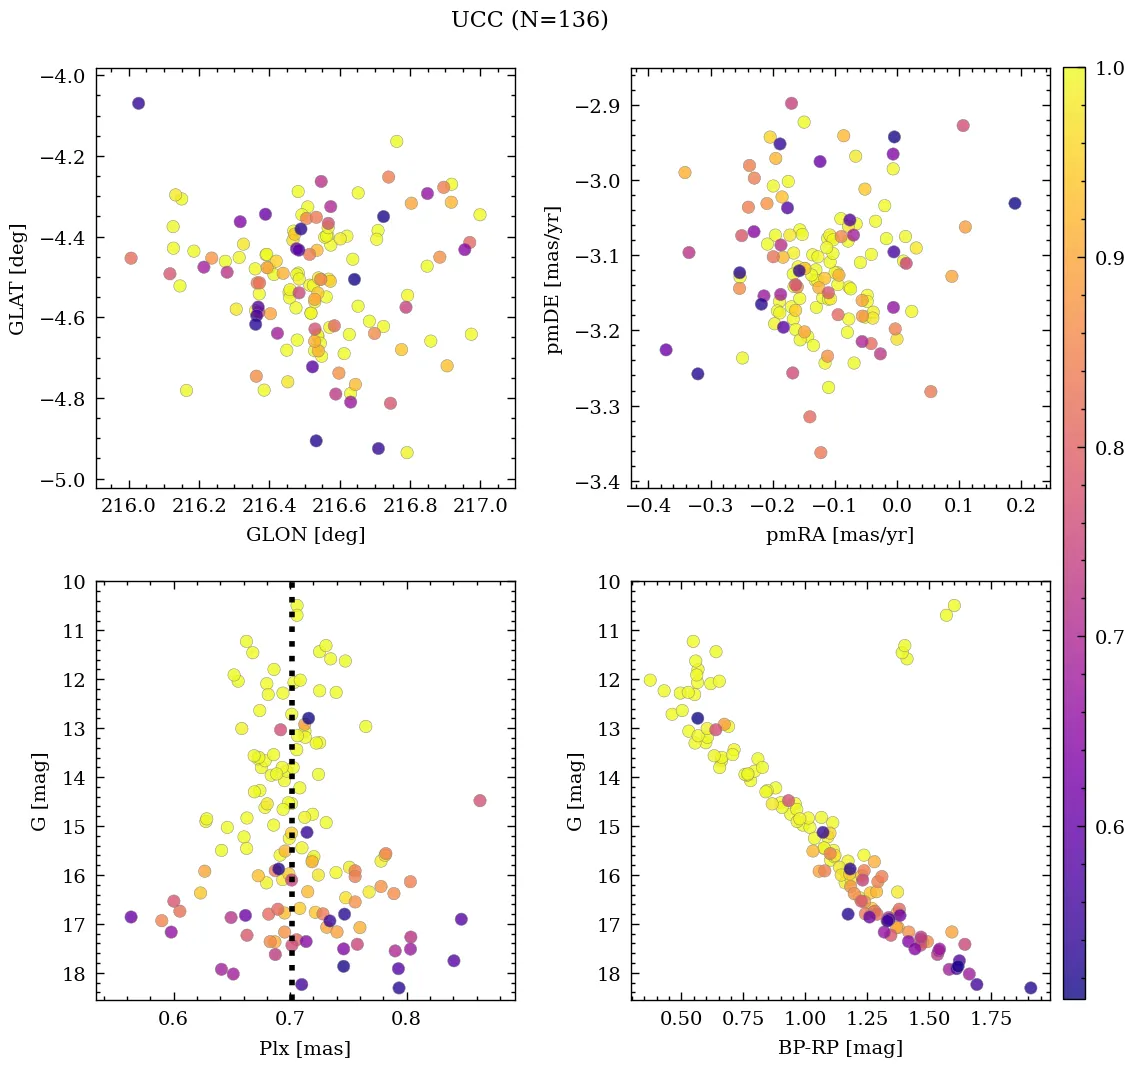 UCC (N=136)
−4.0
−4.2
−4.4
−4.6
−4.8
−5.0
GLAT [deg]
216.0 216.2 216.4 216.6 216.8 217.0
GLON [deg]
−2.9
−3.0
−3.1
−3.2
−3.3
−3.4
pmDE [mas/yr]
−0.4 −0.3 −0.2 −0.1 0.0 0.1 0.2
pmRA [mas/yr]
1.0
0.9
0.8
0.7
0.6
10
11
12
13
14
15
16
17
18
G [mag]
0.6 0.7 0.8
Plx [mas]
10
11
12
13
14
15
16
17
18
G [mag]
0.50 0.75 1.00 1.25 1.50 1.75
BP-RP [mag]